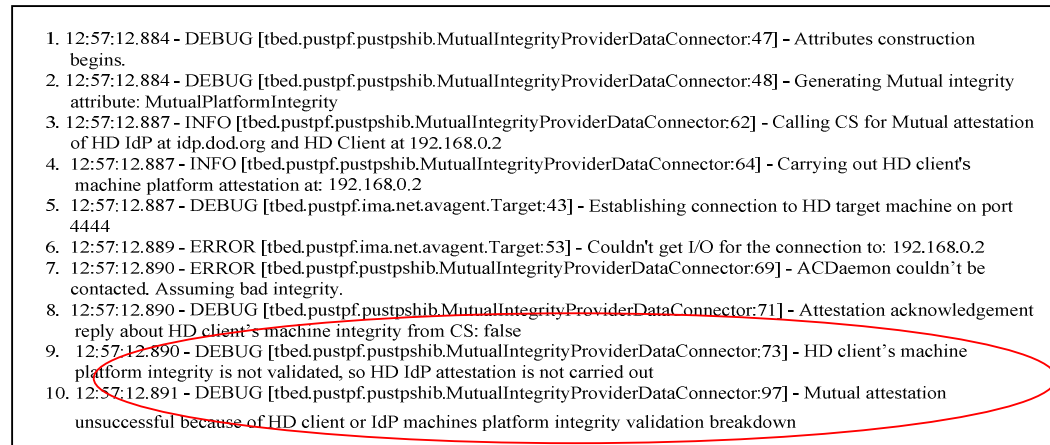 1. 12:57:12.884 - DEBUG [tbed.pustpf.pustpshib.MutualIntegrityProviderDataConnector:47] - Attributes construction
begins.
2. 12:57:12.884 - DEBUG [tbed.pustpf.pustpshib.MutualIntegrityProviderDataConnector:48] - Generating Mutual integrity
attribute: MutualPlatformIntegrity
3. 12:57:12.887 - INFO [tbed.pustpf.pustpshib.MutualIntegrityProviderDataConnector:62] - Calling CS for Mutual attestation
of HD IdP at idp.dod.org and HD Client at 192.168.0.2
4. 12:57:12.887 - INFO [tbed.pustpf.pustpshib.MutualIntegrityProviderDataConnector:64] - Carrying out HD client's
machine platform attestation at: 192.168.0.2
5. 12:57:12.887 - DEBUG [tbed.pustpf.ima.net.avagent.Target:43] - Establishing connection to HD target machine on port
4444
6. 12:57:12.889 - ERROR [tbed.pustpf.ima.net.avagent.Target:53] - Couldn't get I/O for the connection to: 192.168.0.2
7. 12:57:12.890 - ERROR [tbed.pustpf.pustpshib.MutualIntegrityProviderDataConnector:69] - ACDaemon couldn’t be
contacted. Assuming bad integrity.
8. 12:57:12.890 - DEBUG [tbed.pustpf.pustpshib.MutualIntegrityProviderDataConnector:71] - Attestation acknowledgement
reply about HD client’s machine integrity from CS: false
9. 12:57:12.890 - DEBUG [tbed.pustpf.pustpshib.MutualIntegrityProviderDataConnector:73] - HD client’s machine
platform integrity is not validated, so HD IdP attestation is not carried out
10. 12:57:12.891 - DEBUG [tbed.pustpf.pustpshib.MutualIntegrityProviderDataConnector:97] - Mutual attestation
unsuccessful because of HD client or IdP machines platform integrity validation breakdown